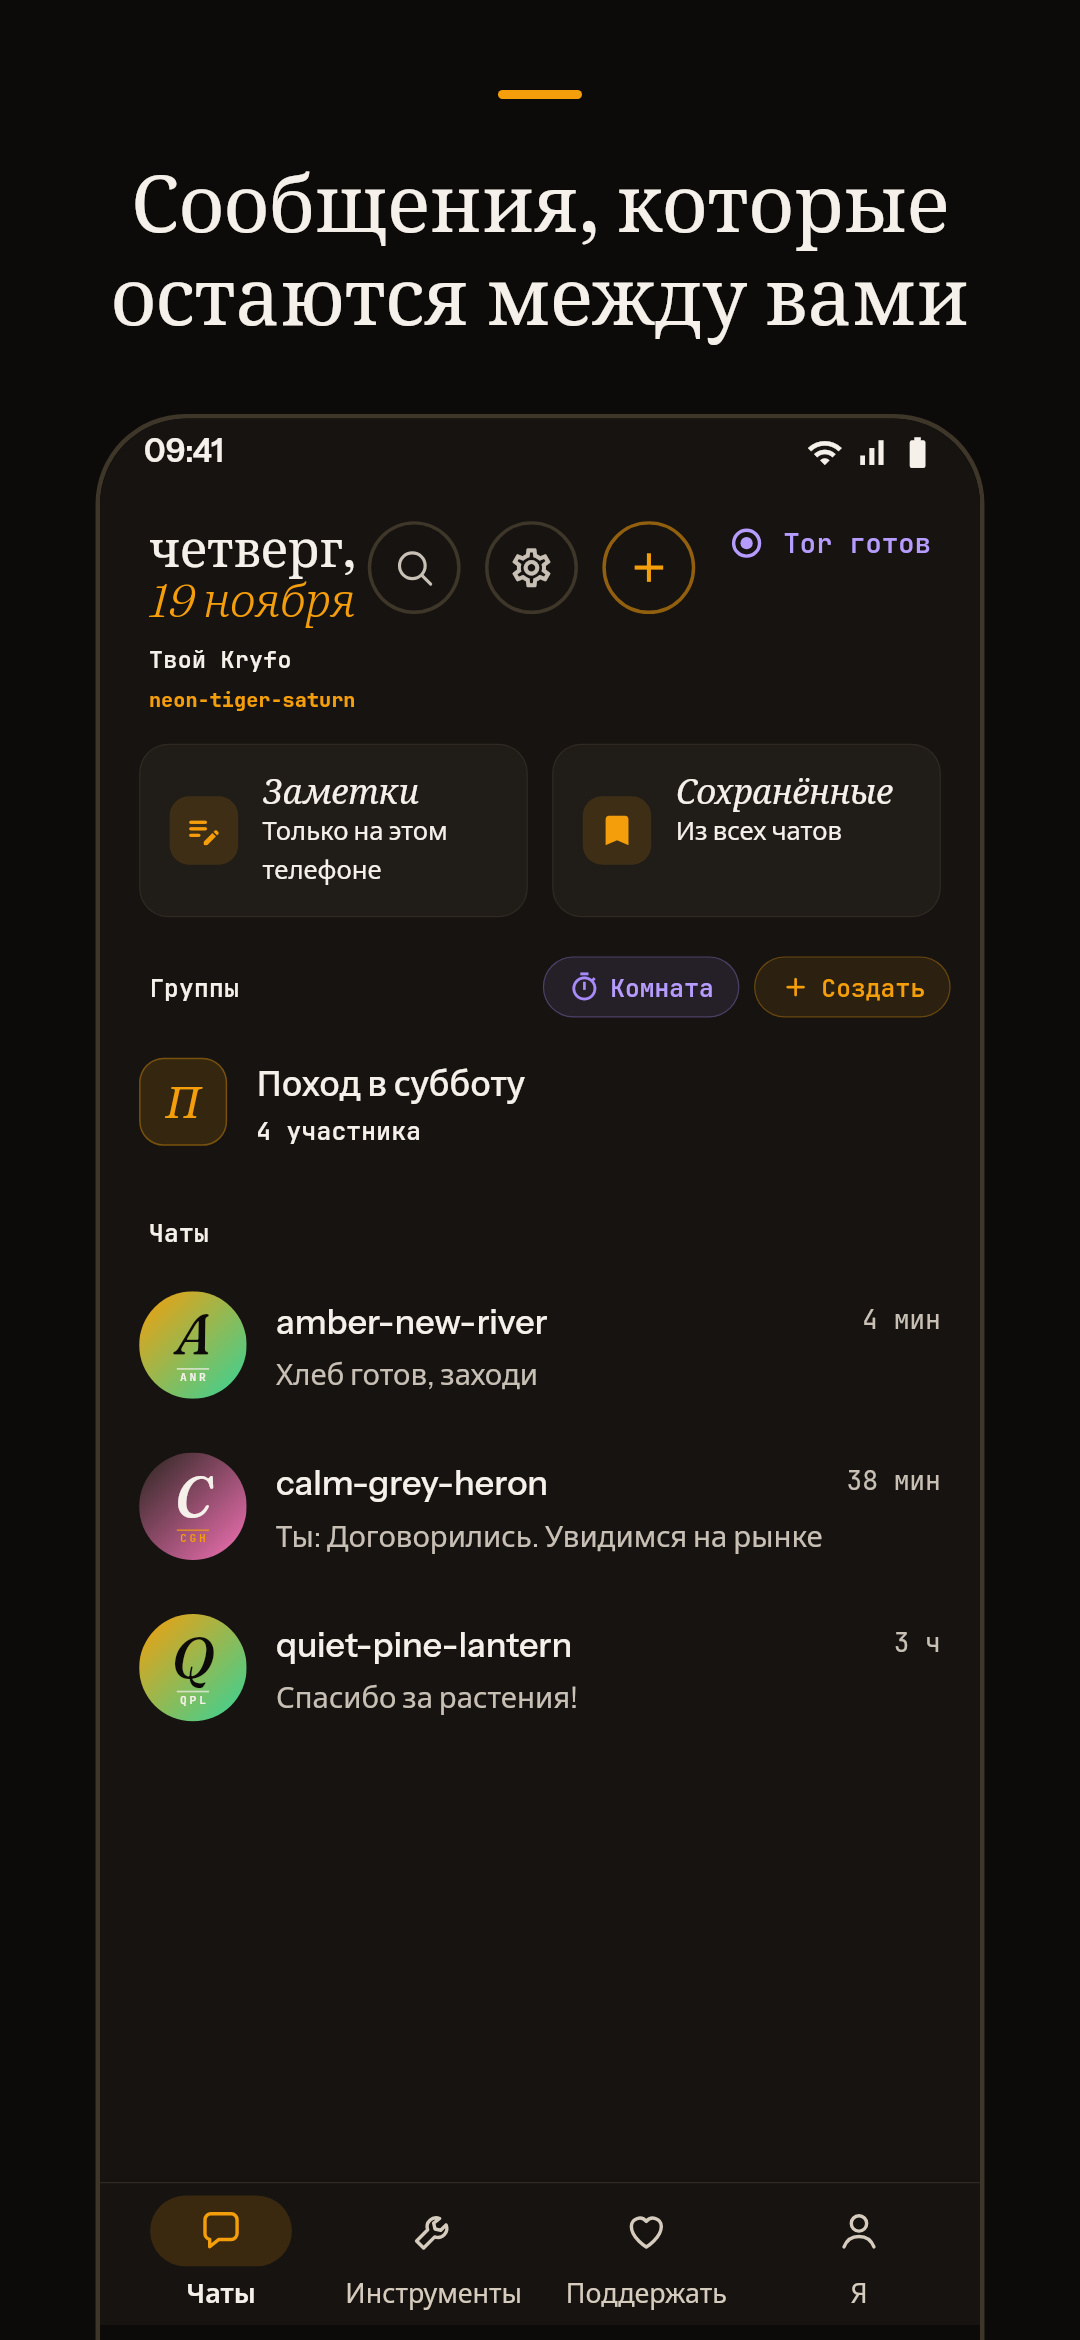 Сообщения, которые
остаются между вами
09:41
четверг,
19 ноября
Tor готов
Твой Kryfo
neon-tiger-saturn
Заметки
Только на этом
телефоне
Сохранённые
Из всех чатов
Группы
Комната
Создать
П
Поход в субботу
4 участника
Чаты
A
ANR
amber-new-river
4 мин
Хлеб готов, заходи
C
CGH
calm-grey-heron
38 мин
Ты: Договорились. Увидимся на рынке
Q
QPL
quiet-pine-lantern
3 ч
Спасибо за растения!
Чаты
Инструменты
Поддержать
Я